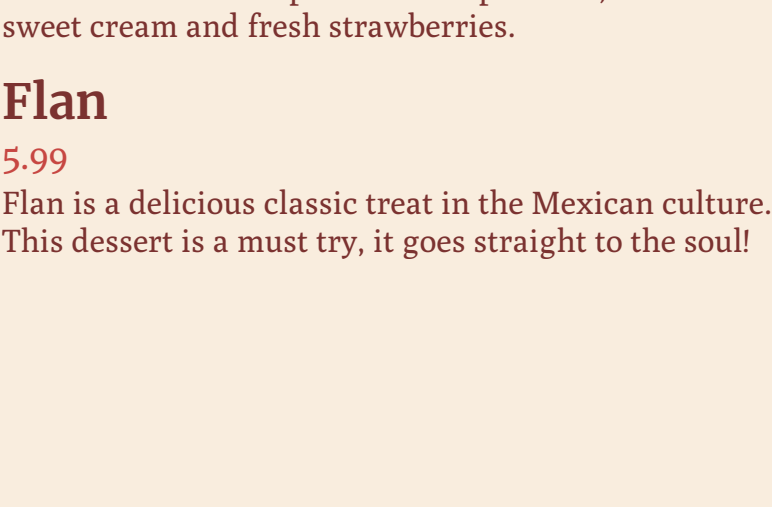 sweet cream and fresh strawberries.
Flan
5.99
Flan is a delicious classic treat in the Mexican culture.
This dessert is a must try, it goes straight to the soul!